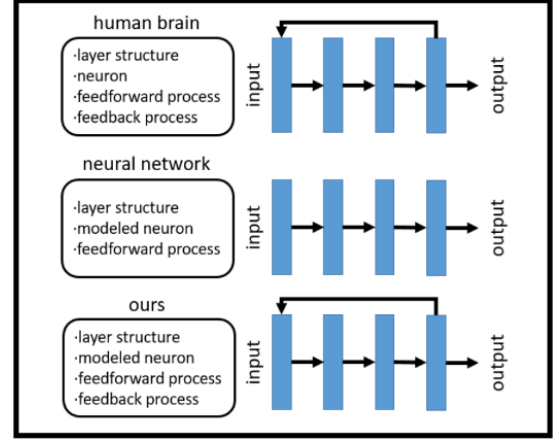 human brain
·layer structure
·neuron
·feedforward process
·feedback process
input
output
neural network
·layer structure
·modeled neuron
·feedforward process
input
output
ours
·layer structure
·modeled neuron
·feedforward process
·feedback process
input
output